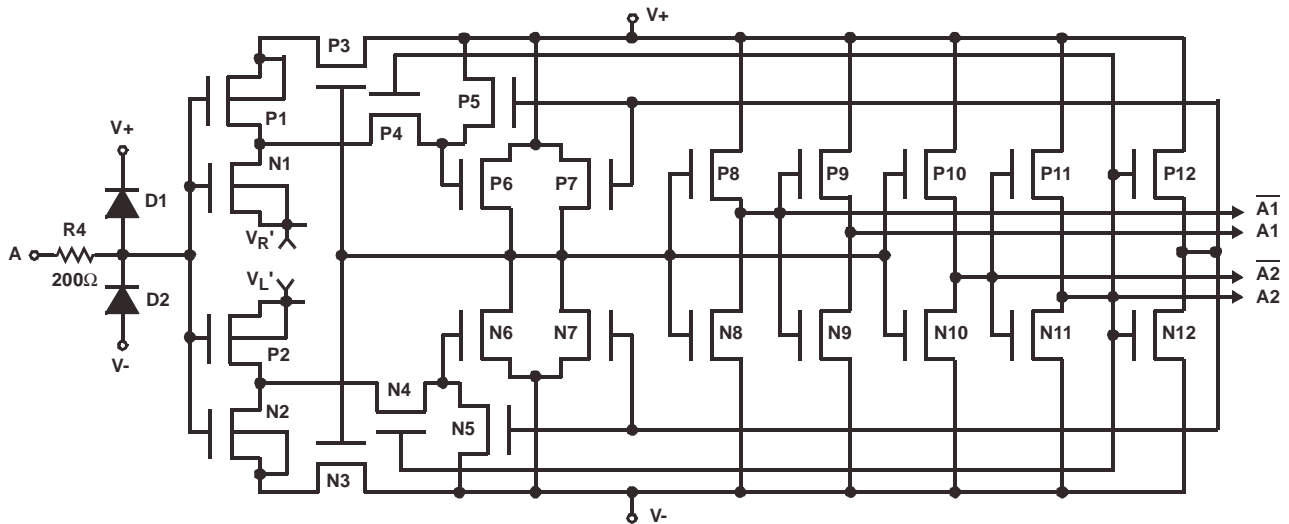 V+
P3
P5
P1
P4
V+
N1
P6
P7
P8
P9
P10
P11
P12
D1
A1
R4
A1
VR'
A
200Ω
VL'
A2
D2
A2
N6
N7
N8
N9
N10
N11
N12
P2
V-
N4
N2
N5
N3
V-